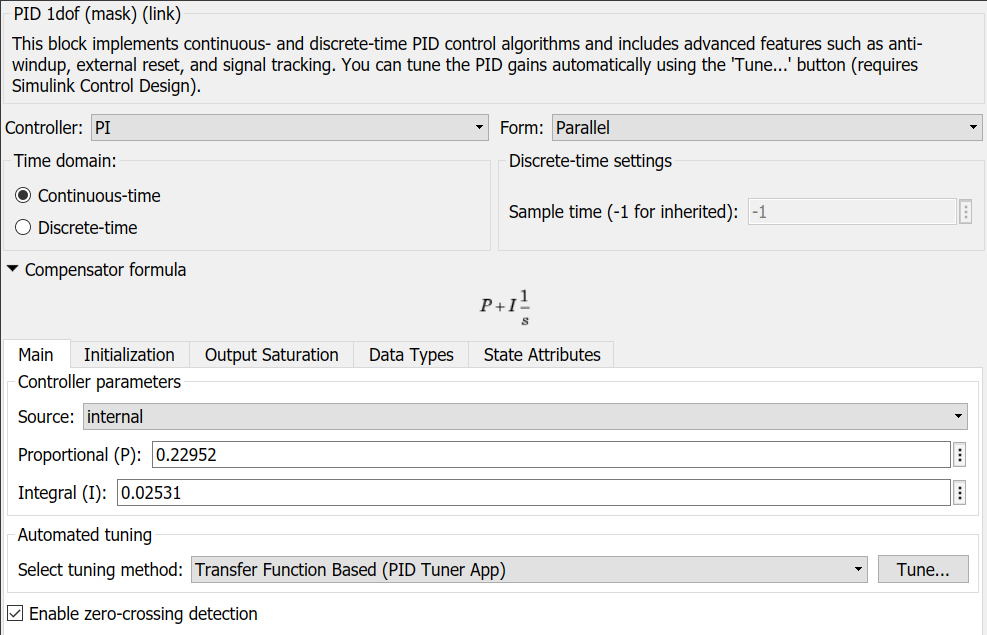 PID 1dof (mask) (link)
This block implements continuous- and discrete-time PID control algorithms and includes advanced features such as anti-
windup, external reset, and signal tracking. You can tune the PID gains automatically using the 'Tune...' button (requires
Simulink Control Design).
Controller: PI Form: Parallel
Time domain: Discrete-time settings
Continuous-time
Sample time (-1 for inherited): -1
Discrete-time
Compensator formula
P + I 1/s
Main Initialization Output Saturation Data Types State Attributes
Controller parameters
Source: internal
Proportional (P): 0.22952
Integral (I): 0.02531
Automated tuning
Select tuning method: Transfer Function Based (PID Tuner App) Tune...
Enable zero-crossing detection